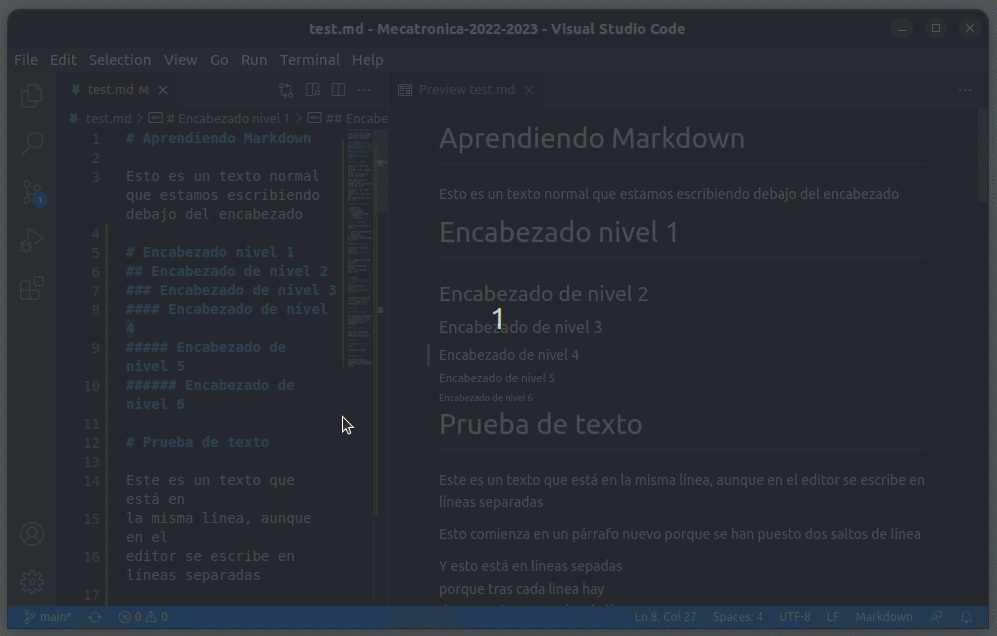 test.md - Mecatronica-2022-2023 - Visual Studio Code
File Edit Selection View Go Run Terminal Help
test.md M
Preview test.md
test.md > # Encabezado nivel 1 > ## Encabe
1 # Aprendiendo Markdown
2
3 Esto es un texto normal
que estamos escribiendo
debajo del encabezado
4
5 # Encabezado nivel 1
6 ## Encabezado de nivel 2
7 ### Encabezado de nivel 3
8 #### Encabezado de nivel
4
9 ##### Encabezado de
nivel 5
10 ###### Encabezado de
nivel 6
11
12 # Prueba de texto
13
14 Este es un texto que
está en
15 la misma línea, aunque
en el
16 editor se escribe en
líneas separadas
17
1
Aprendiendo Markdown
Esto es un texto normal que estamos escribiendo debajo del encabezado
Encabezado nivel 1
Encabezado de nivel 2
1
Encabezado de nivel 3
Encabezado de nivel 4
Encabezado de nivel 5
Encabezado de nivel 6
Prueba de texto
Este es un texto que está en la misma línea, aunque en el editor se escribe en
líneas separadas
Esto comienza en un párrafo nuevo porque se han puesto dos saltos de línea
Y esto está en líneas sepadas
porque tras cada linea hay
main* 0 0 Ln 8, Col 27 Spaces: 4 UTF-8 LF Markdown